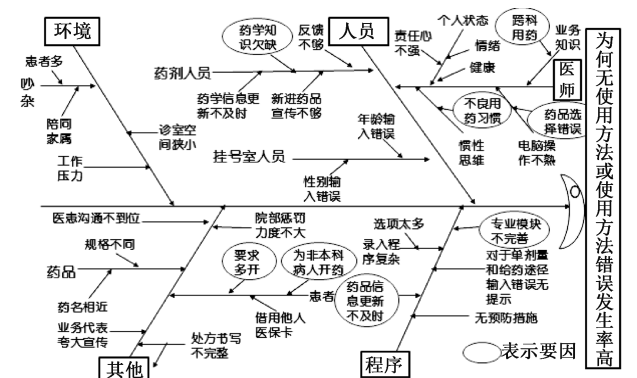 环境
人员
为何无使用方法或使用方法错误发生率高
患者多
吵杂
陪同
家属
工作
压力
诊室空
间狭小
药剂人员
药学知
识欠缺
反馈
不够
药学信息更
新不及时
新进药品
宣传不够
挂号室人员
年龄输
入错误
性别输
入错误
责任心
不强
个人状态
情绪
健康
跨科
用药
业务
知识
医师
不良用
药习惯
惯性
思维
电脑操
作不熟
药品选
择错误
医患沟通不到位
院部惩罚
力度不大
规格不同
药品
药名相近
业务代表
夸大宣传
处方书写
不完整
要求
多开
为非本科
病人开药
患者
借用他人
医保卡
药品信
息更新
不及时
选项太多
录入程
序复杂
专业模块
不完善
对于单剂量
和给药途径
输入错误无
提示
无预防措施
其他
程序
表示要因